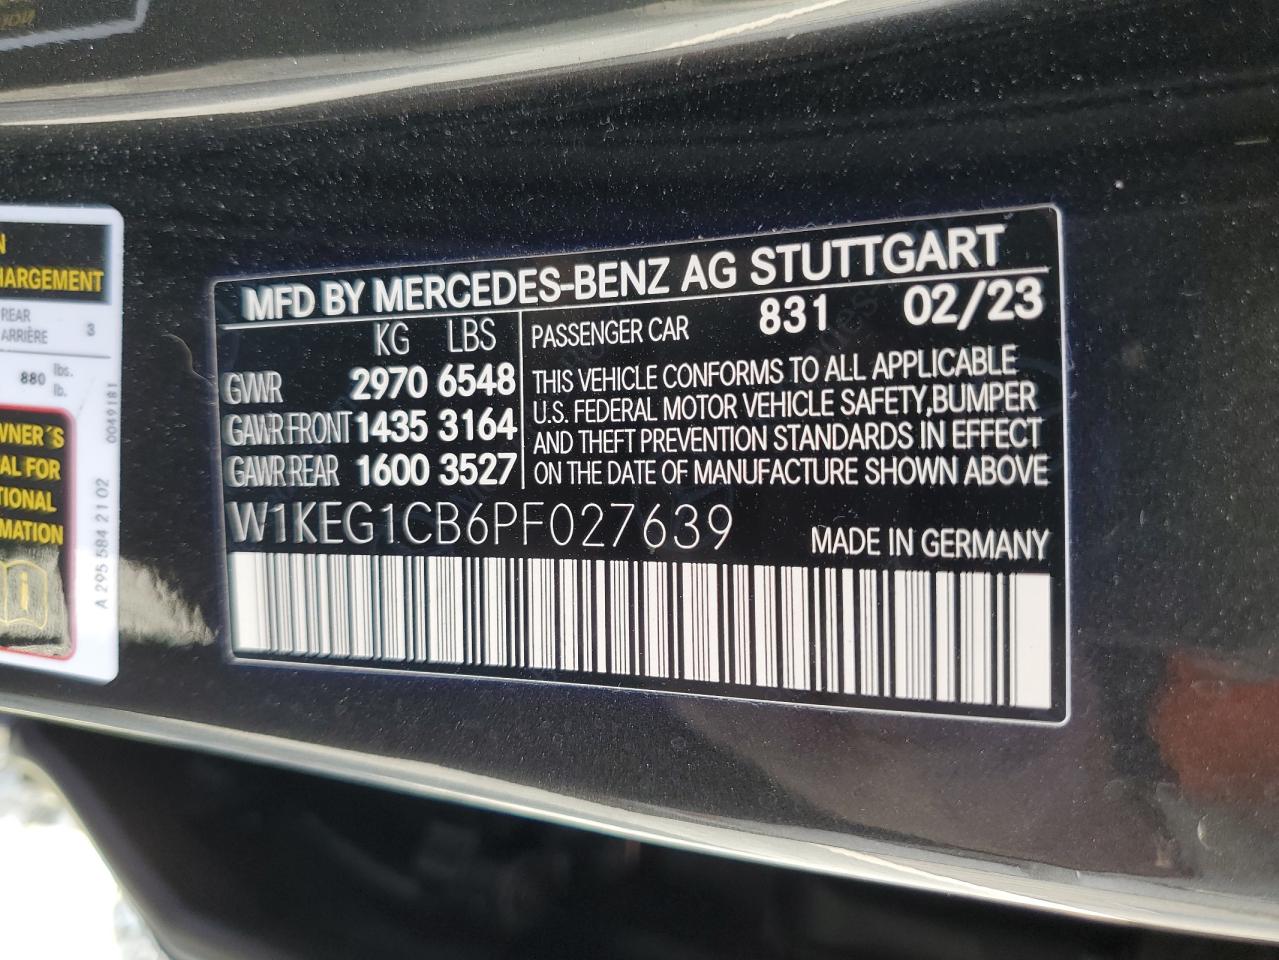 MFD BY MERCEDES-BENZ AG STUTTGART
KG LBS
GVWR 2970 6548
GAWR FRONT 1435 3164
GAWR REAR 1600 3527
PASSENGER CAR 831 02/23
THIS VEHICLE CONFORMS TO ALL APPLICABLE
U.S. FEDERAL MOTOR VEHICLE SAFETY,BUMPER
AND THEFT PREVENTION STANDARDS IN EFFECT
ON THE DATE OF MANUFACTURE SHOWN ABOVE
W1KEG1CB6PF027639
MADE IN GERMANY
N
HARGEMENT
REAR
ARRIÈRE 3
880 lbs.
lb.
WNER´S
AL FOR
TIONAL
MATION
0049181
A 295 584 2102